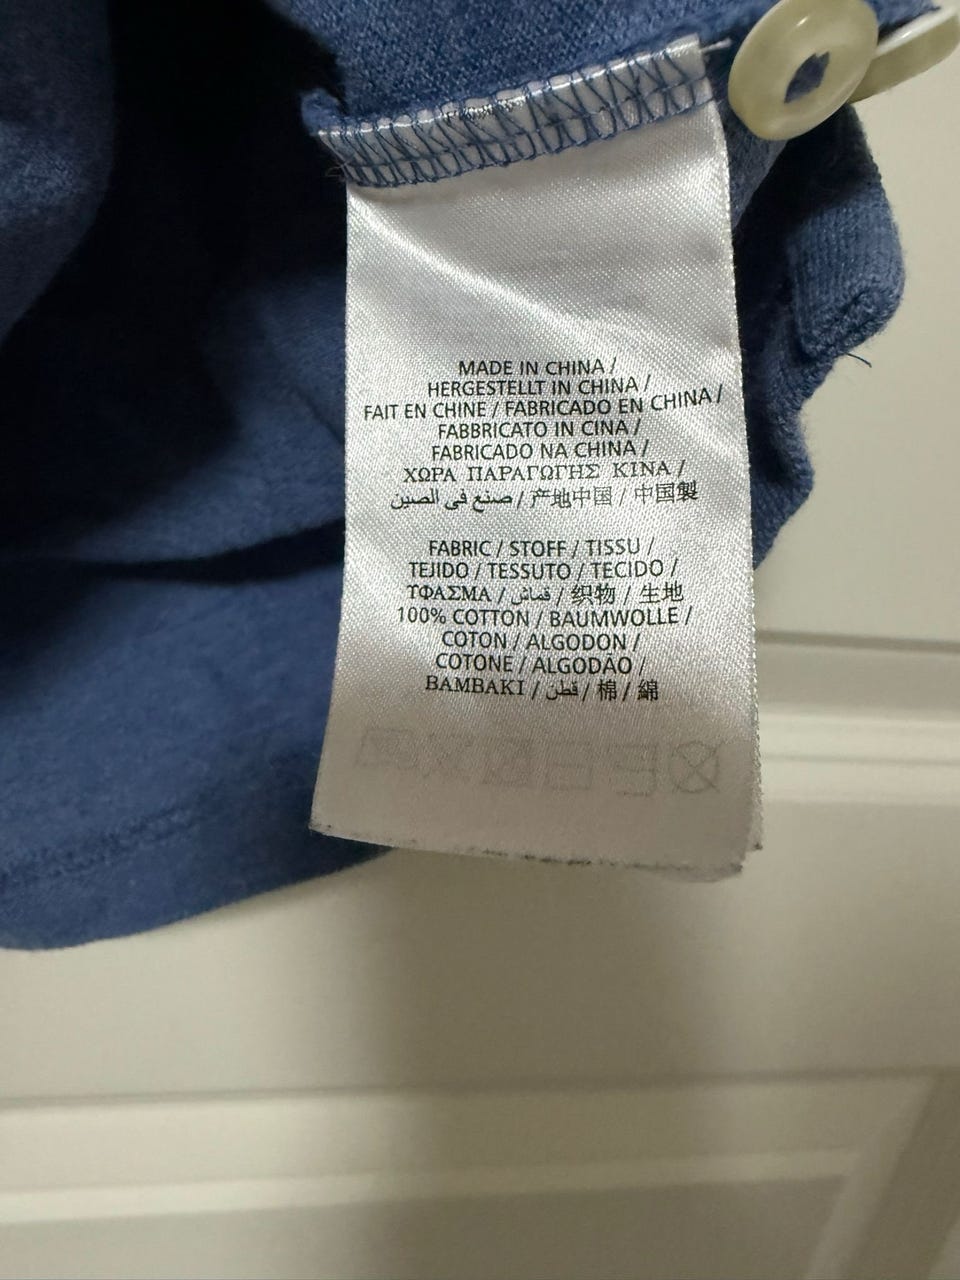 MADE IN CHINA /
HERGESTELLT IN CHINA /
FAIT EN CHINE / FABRICADO EN CHINA /
FABBRICATO IN CINA /
FABRICADO NA CHINA /
ΧΩΡΑ ΠΑΡΑΓΩΓΗΣ ΚΙΝΑ /
صنع في الصين / 产地中国 / 中国製
FABRIC / STOFF / TISSU /
TEJIDO / TESSUTO / TECIDO /
ΤΦΑΣΜΑ / قماش / 织物 / 生地
100% COTTON / BAUMWOLLE /
COTON / ALGODON /
COTONE / ALGODAO /
BAMBAKI / قطن / 棉 / 綿